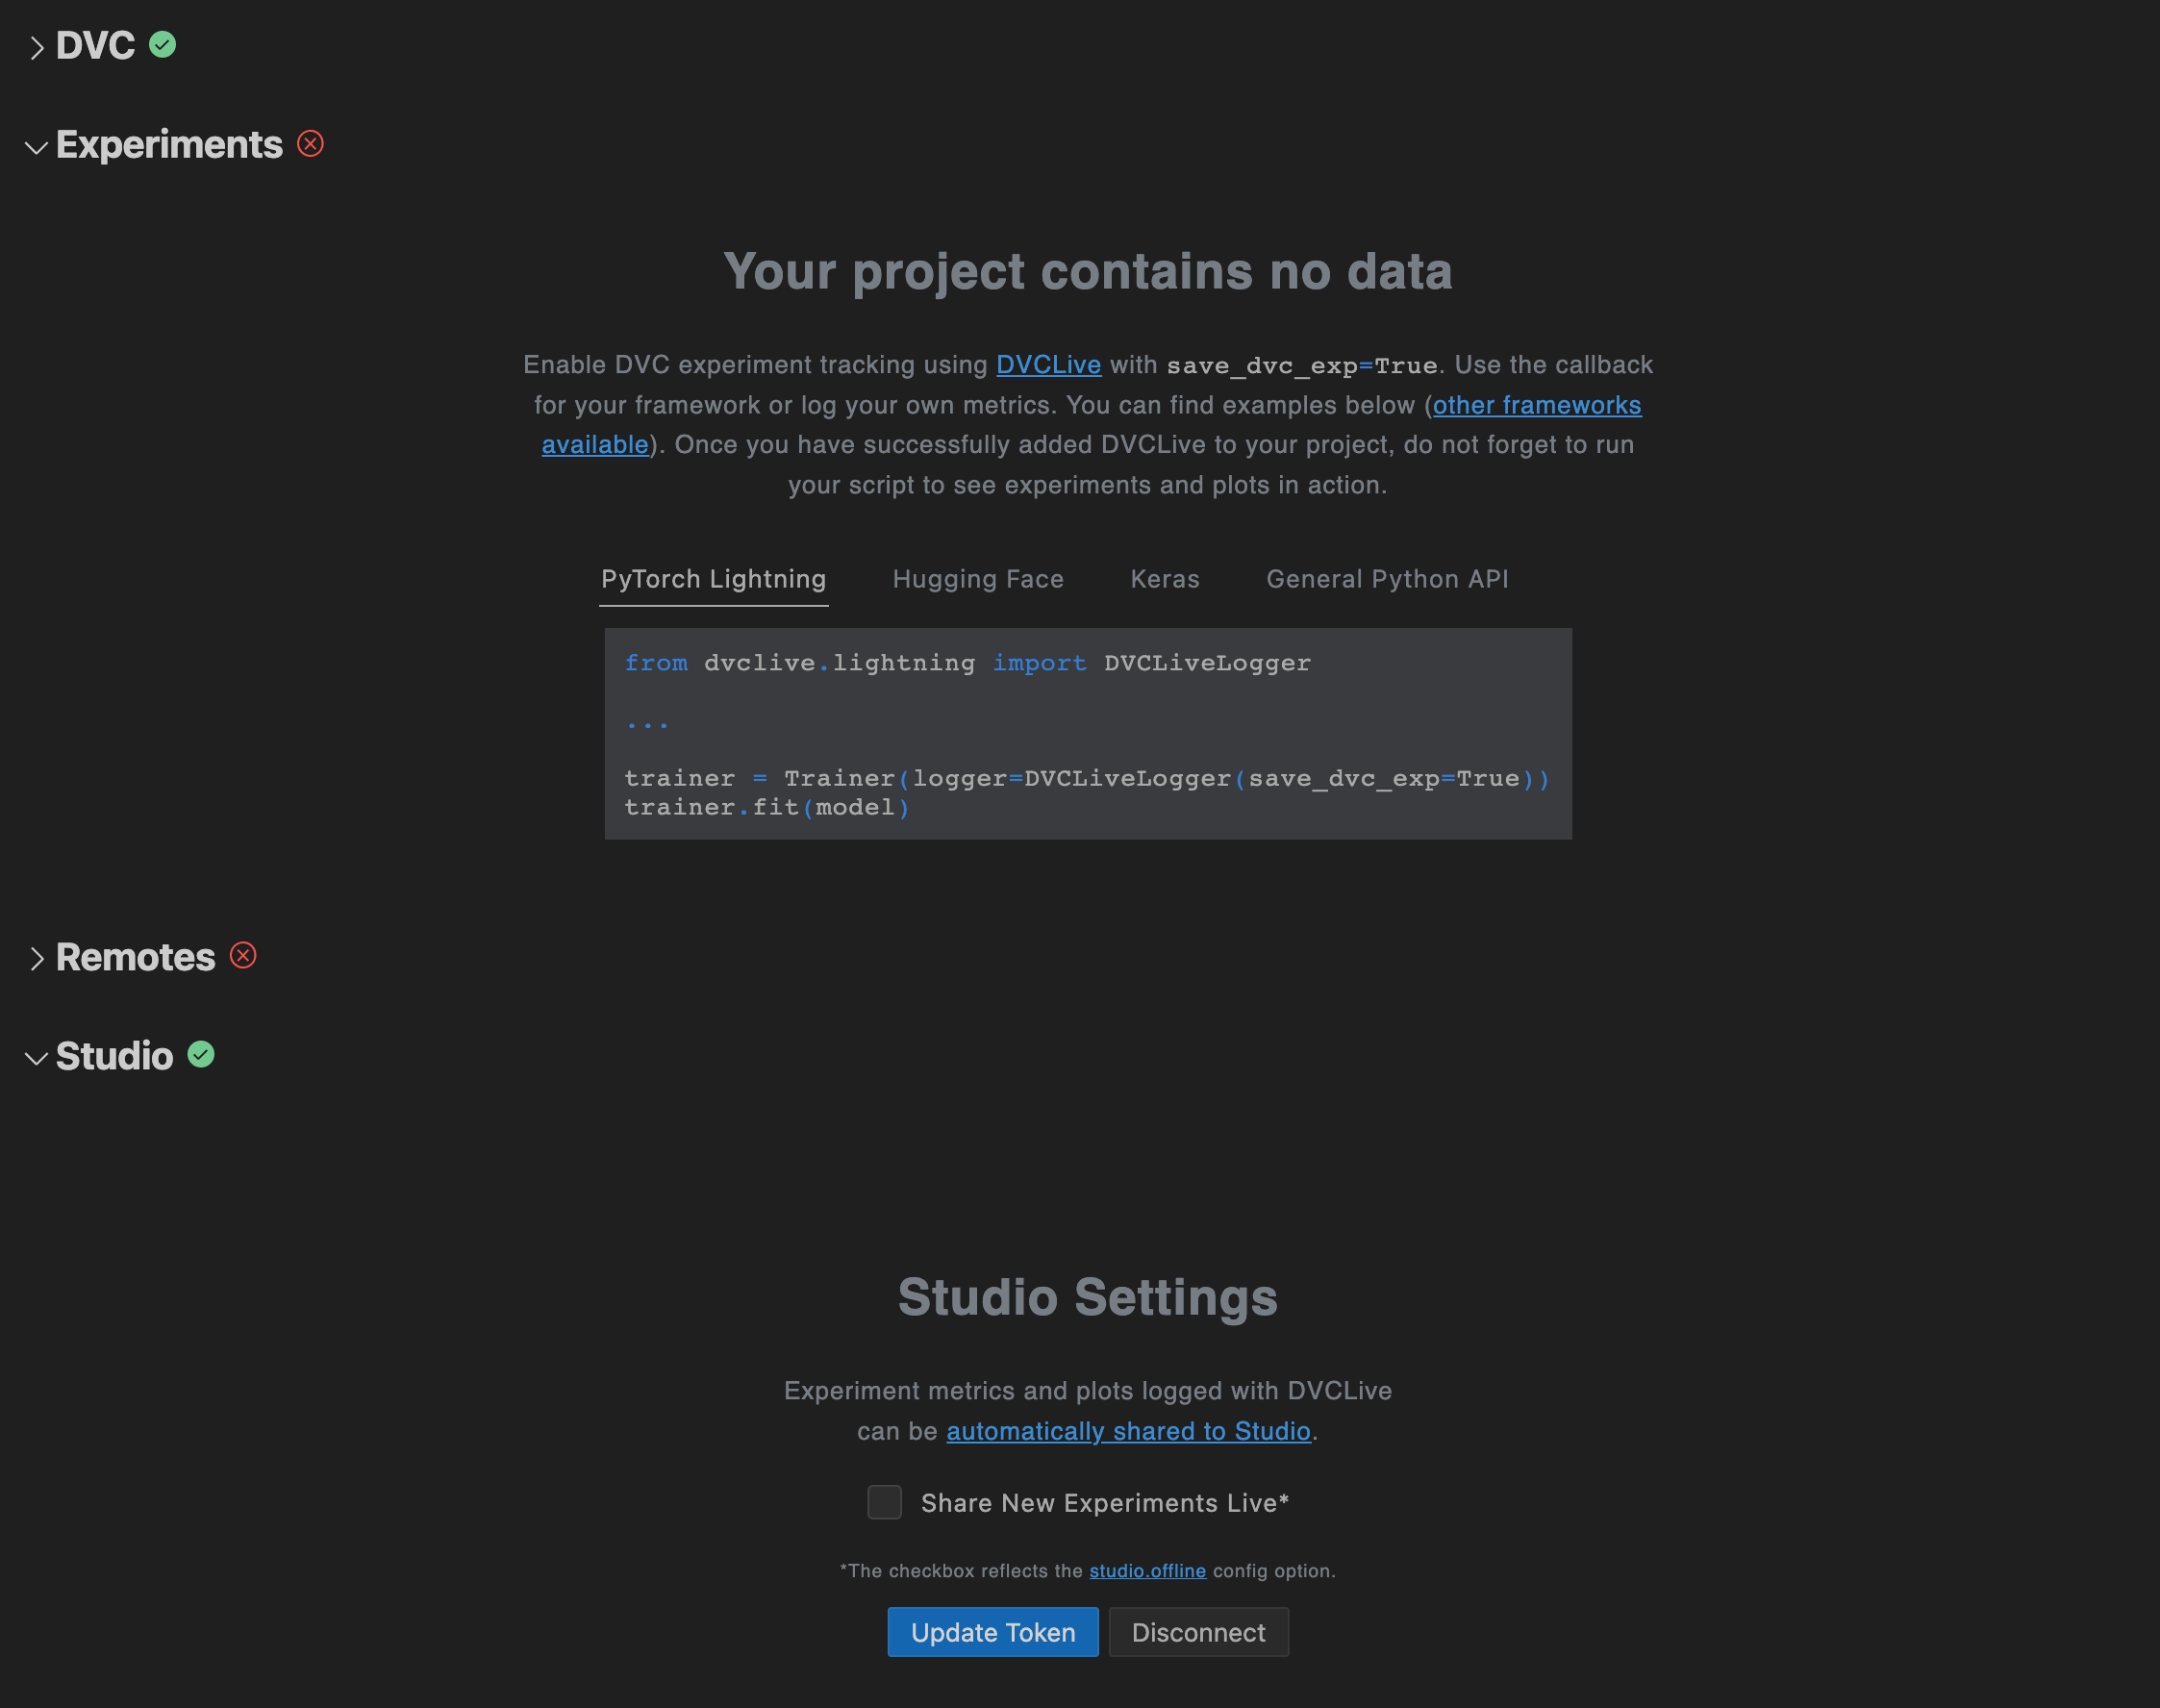 DVC
Experiments
Your project contains no data
Enable DVC experiment tracking using DVCLive with save_dvc_exp=True. Use the callback
for your framework or log your own metrics. You can find examples below (other frameworks
available). Once you have successfully added DVCLive to your project, do not forget to run
your script to see experiments and plots in action.
PyTorch Lightning Hugging Face Keras General Python API
from dvclive.lightning import DVCLiveLogger
...
trainer = Trainer(logger=DVCLiveLogger(save_dvc_exp=True))
trainer.fit(model)
Remotes
Studio
Studio Settings
Experiment metrics and plots logged with DVCLive
can be automatically shared to Studio.
Share New Experiments Live*
*The checkbox reflects the studio.offline config option.
Update Token Disconnect